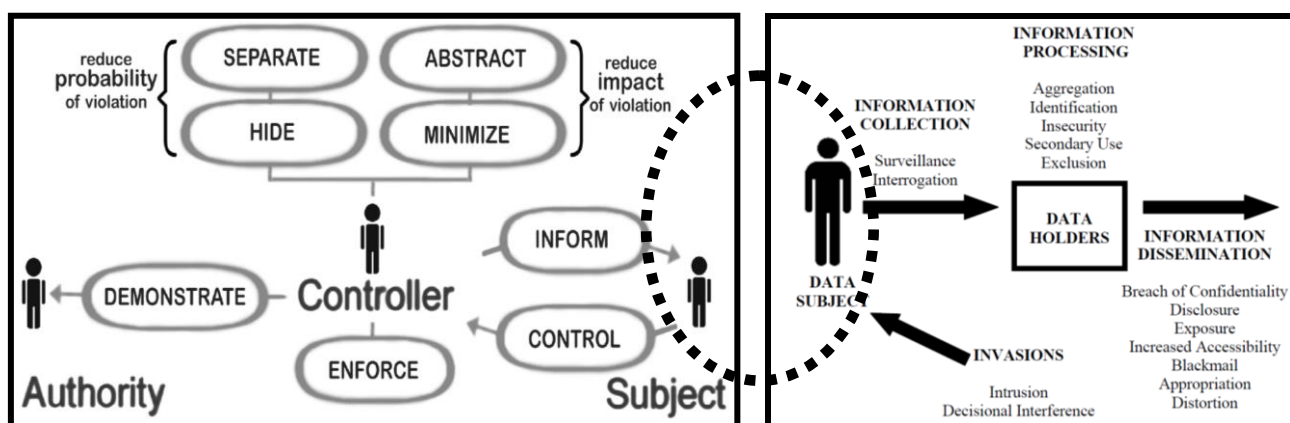 reduce
probability
of violation
SEPARATE
HIDE
ABSTRACT
MINIMIZE
reduce
impact
of violation
INFORM
DEMONSTRATE
Controller
CONTROL
ENFORCE
Authority
Subject
INFORMATION
PROCESSING
Aggregation
Identification
Insecurity
Secondary Use
Exclusion
INFORMATION
COLLECTION
Surveillance
Interrogation
DATA
HOLDERS
INFORMATION
DISSEMINATION
DATA
SUBJECT
Breach of Confidentiality
Disclosure
Exposure
Increased Accessibility
Blackmail
Appropriation
Distortion
INVASIONS
Intrusion
Decisional Interference